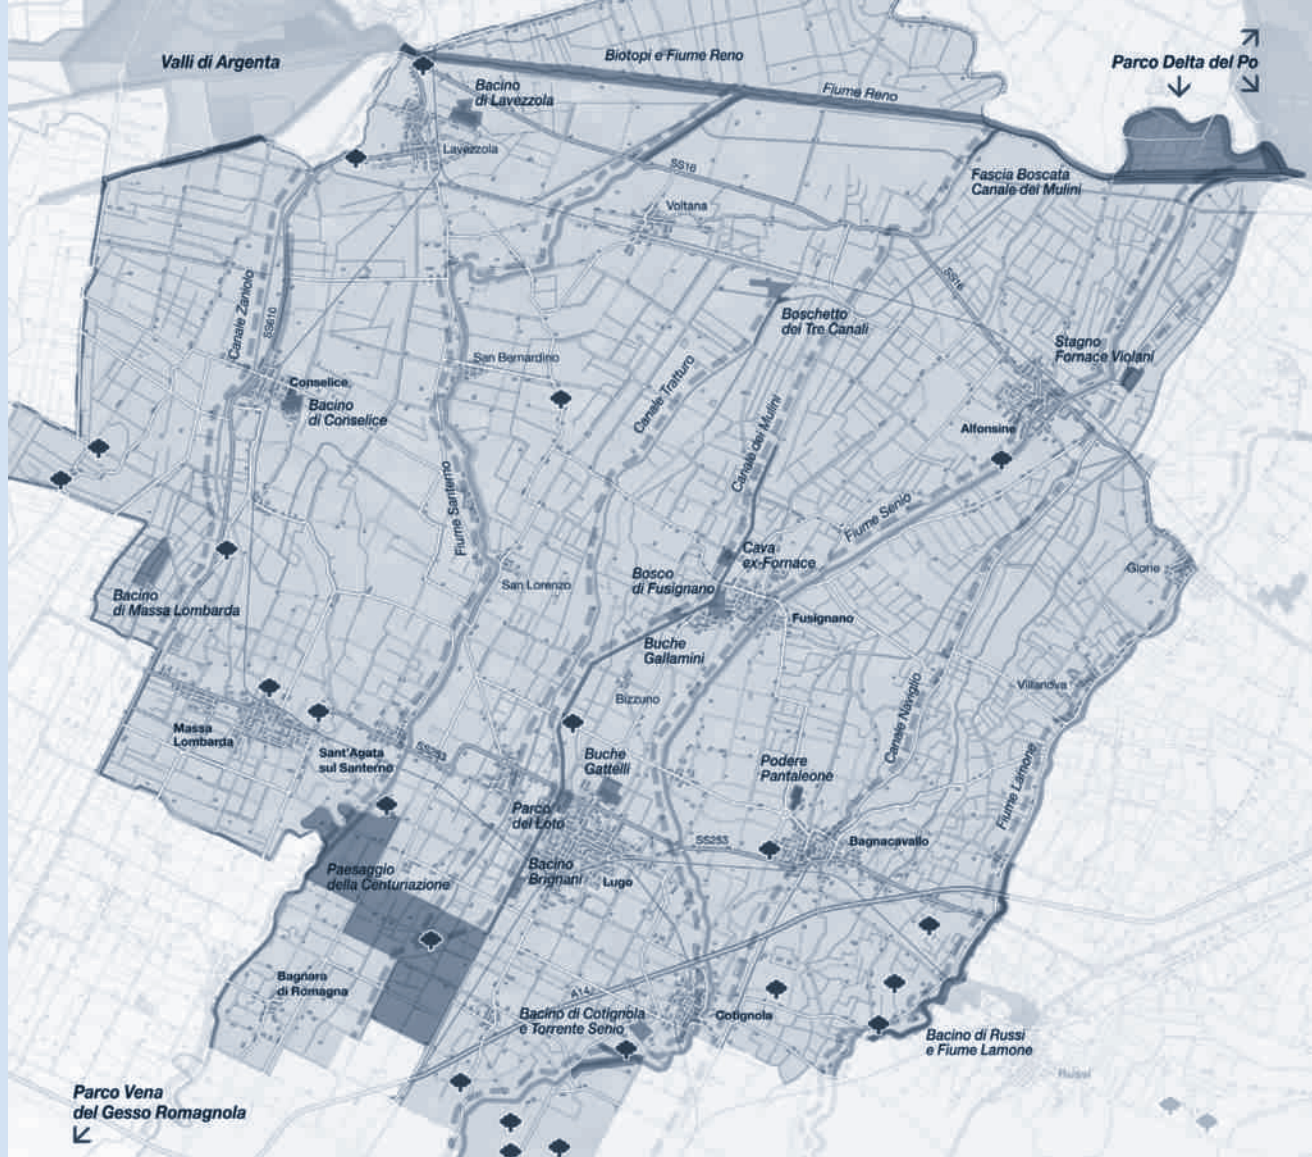 Valli di Argenta
Biotopi e Fiume Reno
Parco Delta del Po
Fiume Reno
Bacino
di Lavezzola
Lavezzola
SS16
Fascia Boscata
Canale dei Mulini
Voltana
Canale Zaniolo
SS610
SS16
Boschetto
dei Tre Canali
Stagno
Fornace Violani
San Bernardino
Conselice
Bacino
di Conselice
Canale Tratturo
Canale dei Mulini
Alfonsine
Fiume Santerno
Fiume Senio
Cava
ex-Fornace
Glorie
Bosco
di Fusignano
San Lorenzo
Bacino
di Massa Lombarda
Fusignano
Buche
Gallamini
Villanova
Bizzuno
Canale Naviglio
Massa
Lombarda
Sant'Agata
sul Santerno
SS253
Buche
Gattelli
Podere
Pantaleone
Fiume Lamone
Parco
del Loto
SS253
Bagnacavallo
Paesaggio
della Centuriazione
Bacino
Brignani
Lugo
Bagnara
di Romagna
A14
Bacino di Cotignola
e Torrente Senio
Cotignola
Bacino di Russi
e Fiume Lamone
Russi
Parco Vena
del Gesso Romagnola